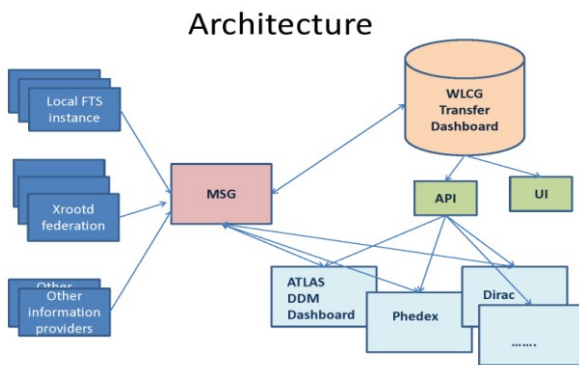 Architecture
Local FTS
instance
WLCG
Transfer
Dashboard
Xrootd
federation
MSG
API
UI
Other
Other
information
providers
ATLAS
DDM
Dashboard
Phedex
Dirac
.......